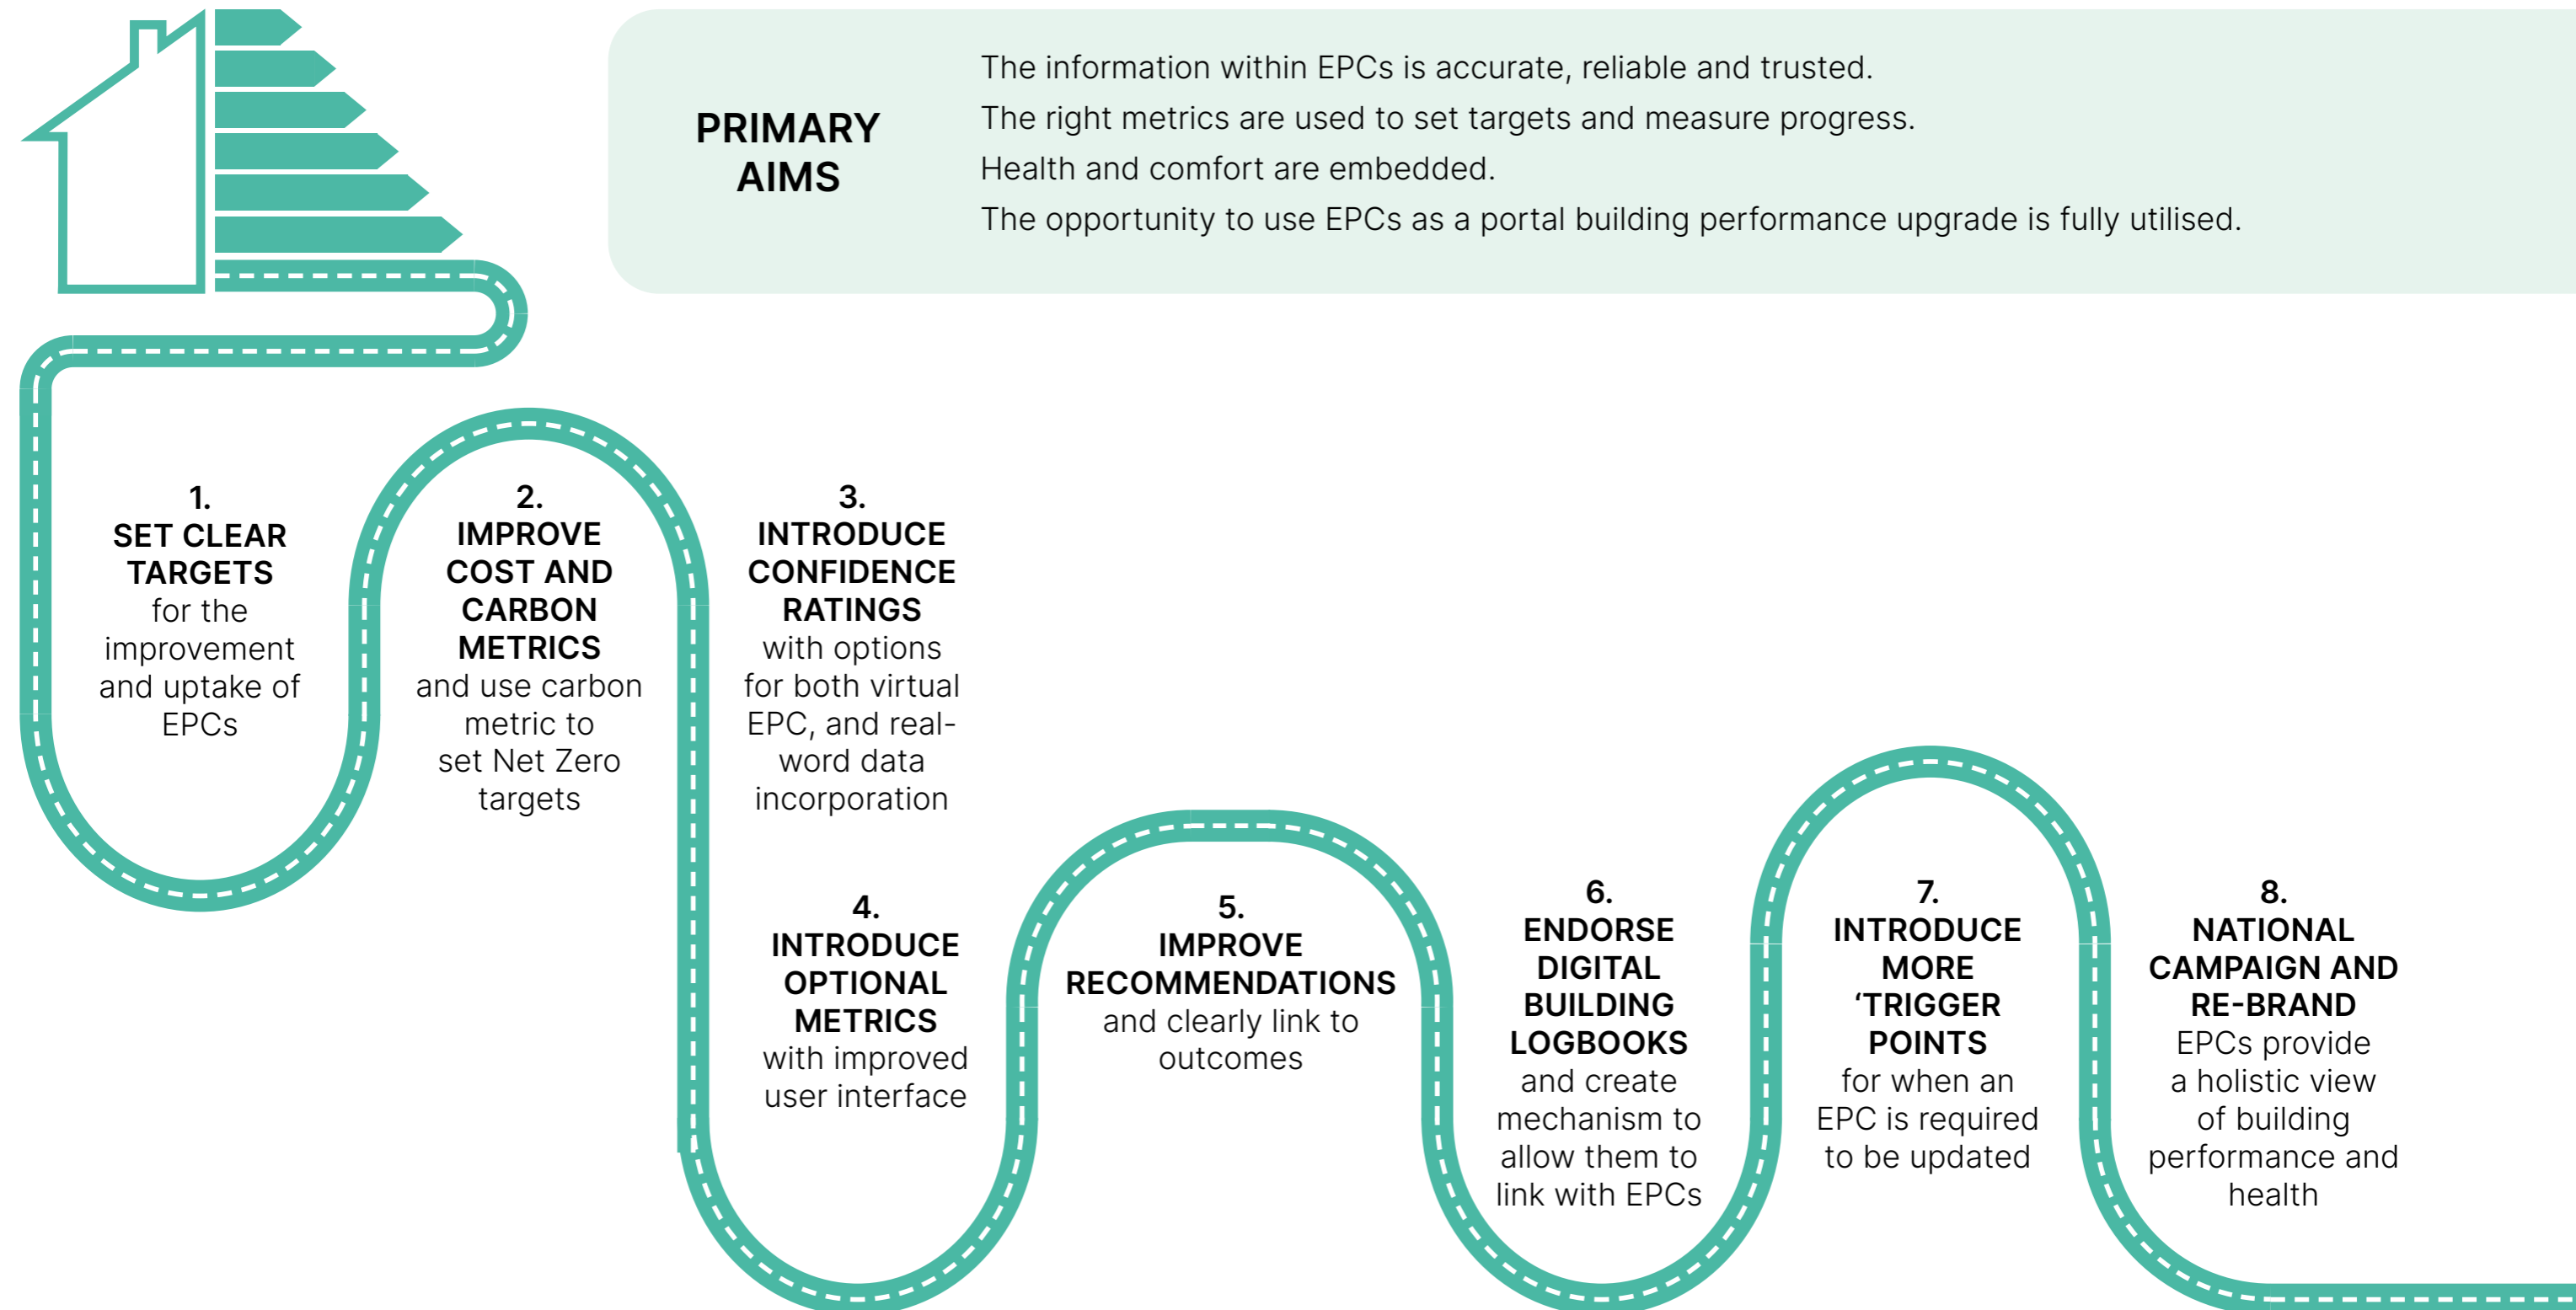 PRIMARY
AIMS
The information within EPCs is accurate, reliable and trusted.
The right metrics are used to set targets and measure progress.
Health and comfort are embedded.
The opportunity to use EPCs as a portal building performance upgrade is fully utilised.
1.
SET CLEAR
TARGETS
for the
improvement
and uptake of
EPCs
2.
IMPROVE
COST AND
CARBON
METRICS
and use carbon
metric to
set Net Zero
targets
3.
INTRODUCE
CONFIDENCE
RATINGS
with options
for both virtual
EPC, and real-
word data
incorporation
4.
INTRODUCE
OPTIONAL
METRICS
with improved
user interface
5.
IMPROVE
RECOMMENDATIONS
and clearly link to
outcomes
6.
ENDORSE
DIGITAL
BUILDING
LOGBOOKS
and create
mechanism to
allow them to
link with EPCs
7.
INTRODUCE
MORE
‘TRIGGER
POINTS
for when an
EPC is required
to be updated
8.
NATIONAL
CAMPAIGN AND
RE-BRAND
EPCs provide
a holistic view
of building
performance and
health